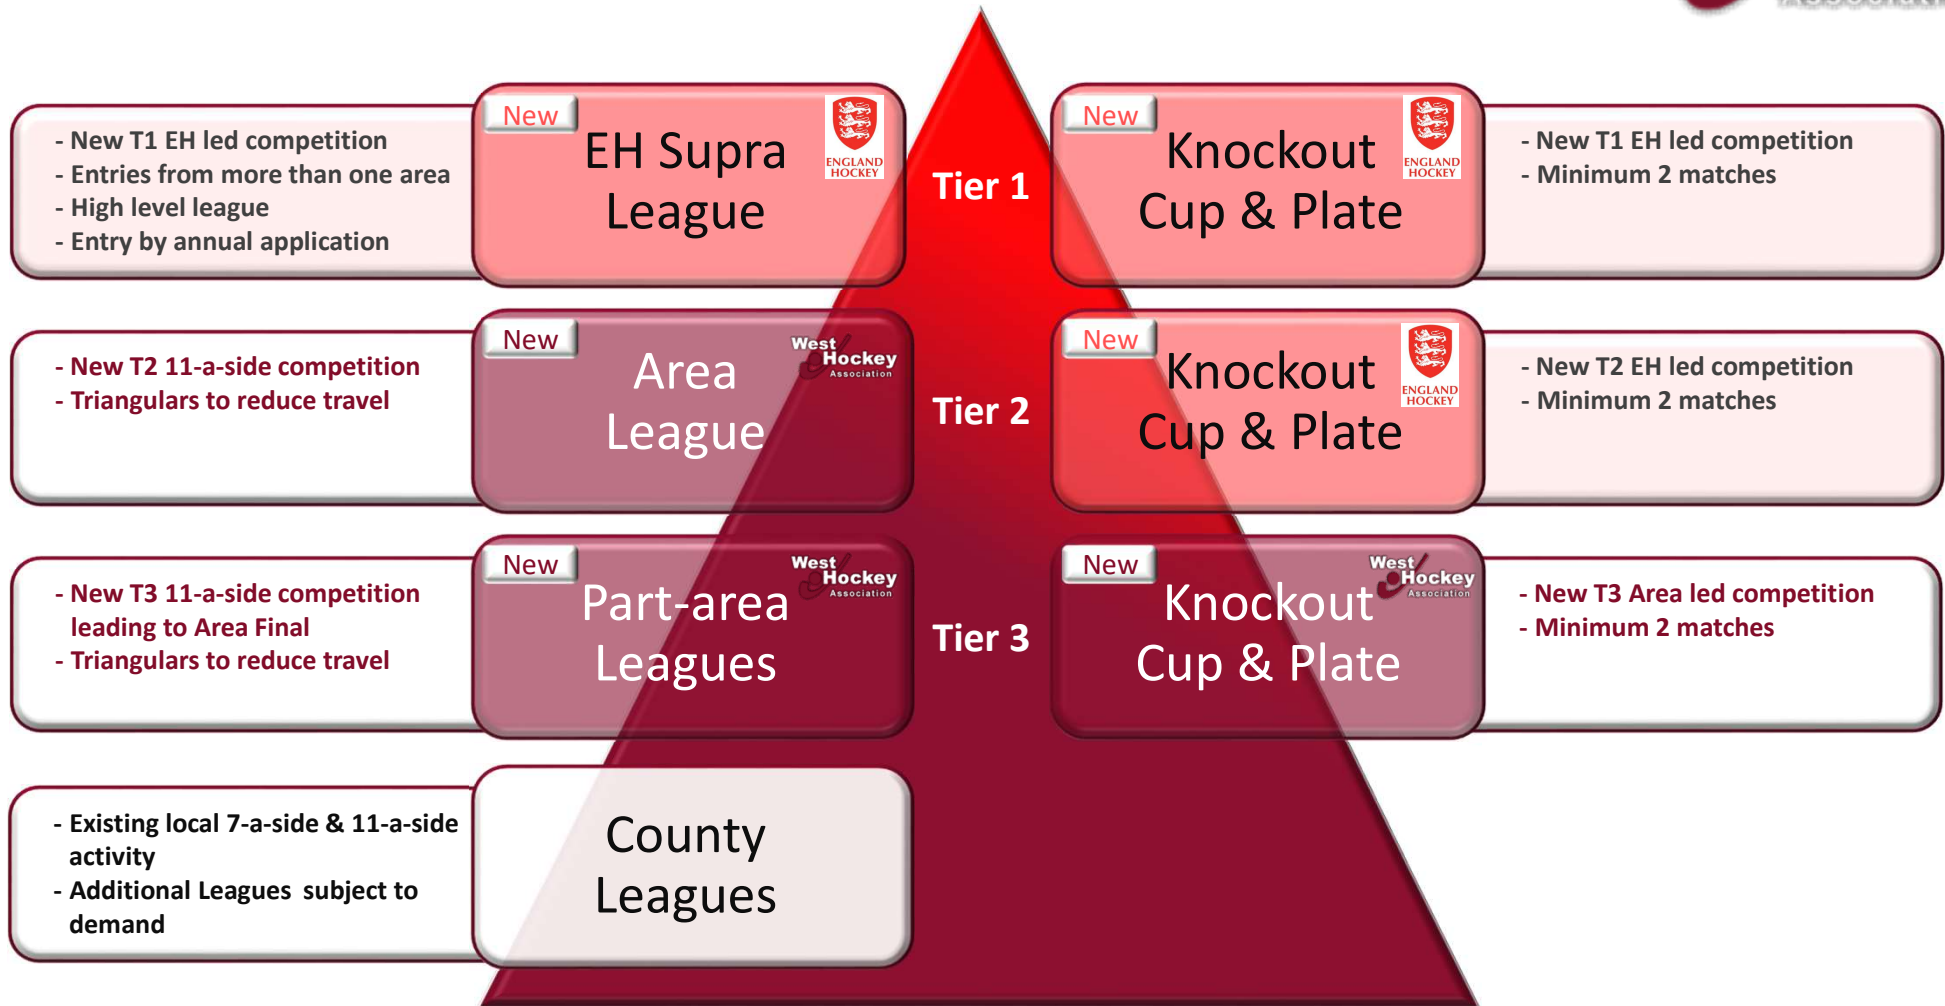 New
EH Supra
League
ENGLAND
HOCKEY
- New T1 EH led competition
- Entries from more than one area
- High level league
- Entry by annual application
Tier 1
New
Knockout
Cup & Plate
ENGLAND
HOCKEY
- New T1 EH led competition
- Minimum 2 matches
- New T2 11-a-side competition
- Triangulars to reduce travel
New
Area
League
West
Hockey
Association
Tier 2
New
Knockout
Cup & Plate
ENGLAND
HOCKEY
- New T2 EH led competition
- Minimum 2 matches
- New T3 11-a-side competition
leading to Area Final
- Triangulars to reduce travel
New
Part-area
Leagues
West
Hockey
Association
Tier 3
New
Knockout
Cup & Plate
West
Hockey
Association
- New T3 Area led competition
- Minimum 2 matches
- Existing local 7-a-side & 11-a-side
activity
- Additional Leagues subject to
demand
County
Leagues